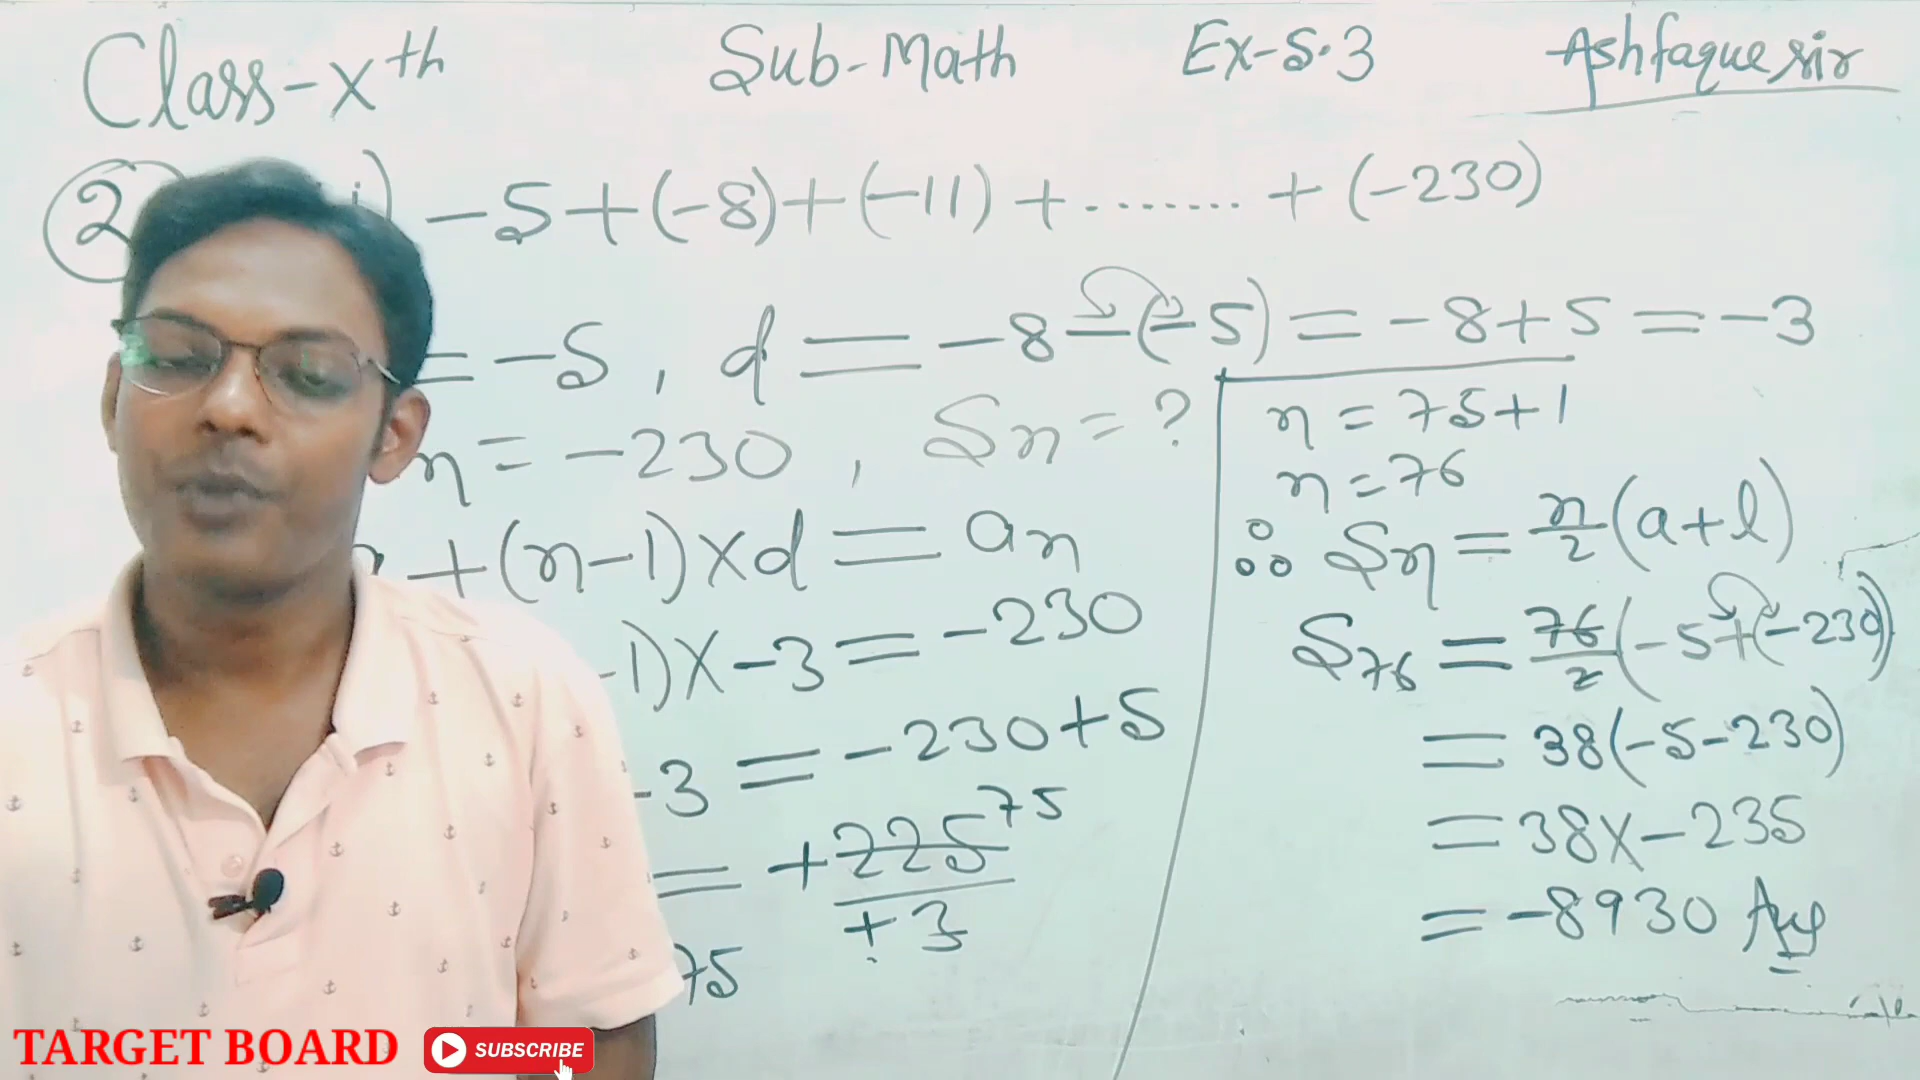 Class-Xth Sub-Math Ex-5.3 Ashfaque sir
2 i) -5+(-8)+(-11)+........+(-230)
= -5, d = -8-(-5) = -8+5 = -3
n = -230, Sn = ?
+(n-1)×d = an
-1)×-3 = -230
-3 = -230+5
= +225 75
+3
75
n = 75+1
n = 76
∴ Sn = n/2 (a+l)
S76 = 76/2 (-5+(-230))
= 38(-5-230)
= 38×-235
= -8930 Ans
TARGET BOARD SUBSCRIBE